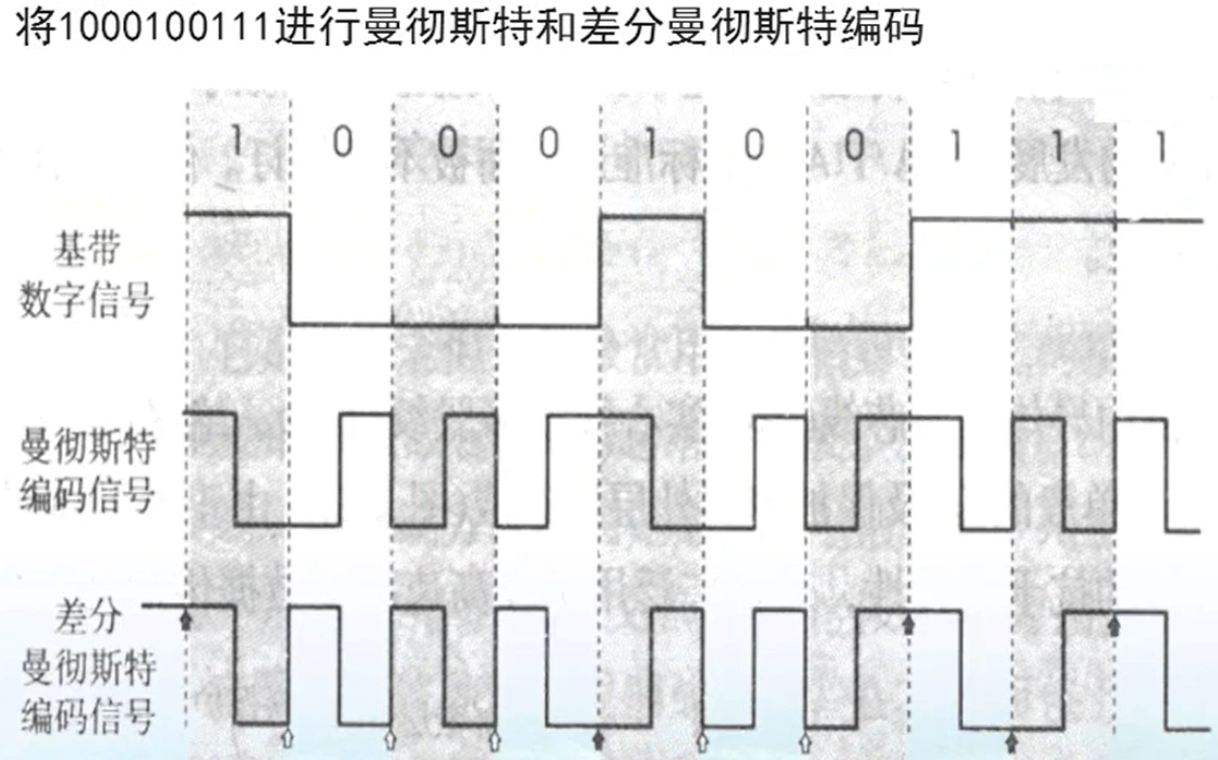 将1000100111进行曼彻斯特和差分曼彻斯特编码
1 0 0 0 1 0 0 1 1 1
基带
数字信号
曼彻斯特
编码信号
差分
曼彻斯特
编码信号